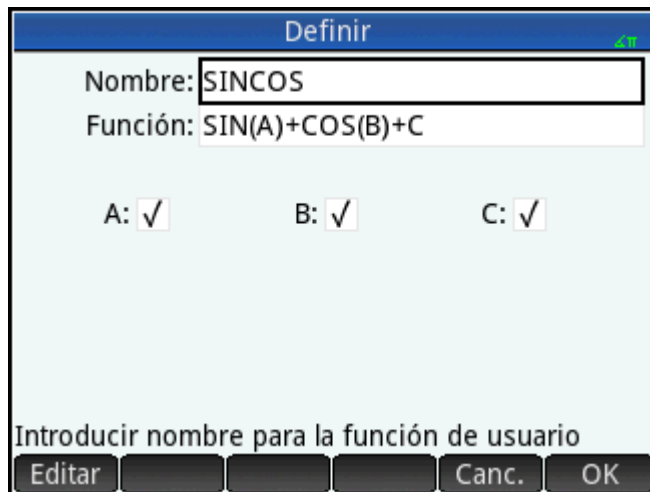 Definir
∡π
Nombre: SINCOS
Función: SIN(A)+COS(B)+C
A: √ B: √ C: √
Introducir nombre para la función de usuario
Editar Canc. OK